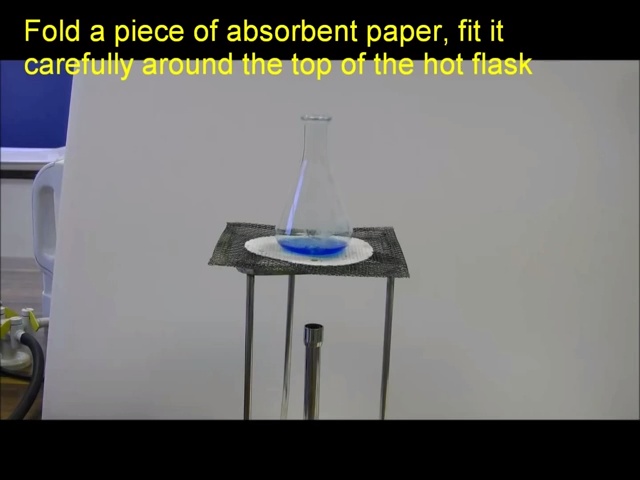 Fold a piece of absorbent paper, fit it
carefully around the top of the hot flask